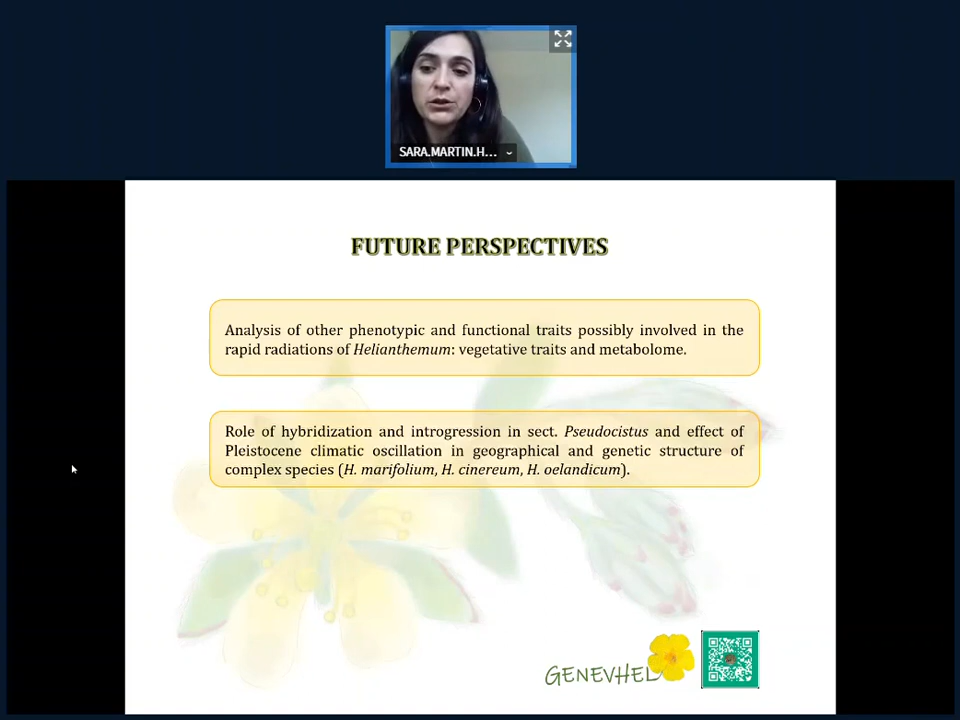 SARA.MARTIN.H...
FUTURE PERSPECTIVES
Analysis of other phenotypic and functional traits possibly involved in the
rapid radiations of Helianthemum: vegetative traits and metabolome.
Role of hybridization and introgression in sect. Pseudocistus and effect of
Pleistocene climatic oscillation in geographical and genetic structure of
complex species (H. marifolium, H. cinereum, H. oelandicum).
GENEVHEL